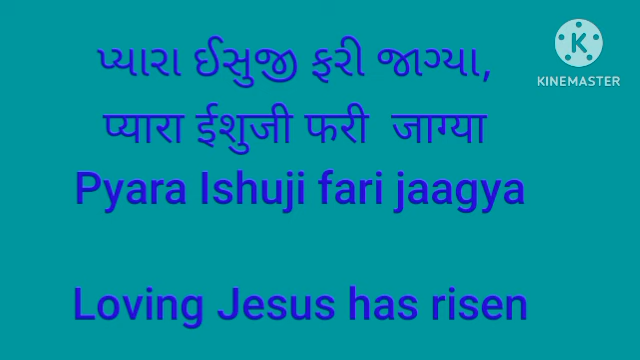 પ્યારા ઈસુજી ફરી જાગ્યા,
प्यारा ईशुजी फरी जाग्या
Pyara Ishuji fari jaagya
Loving Jesus has risen
K
KINEMASTER